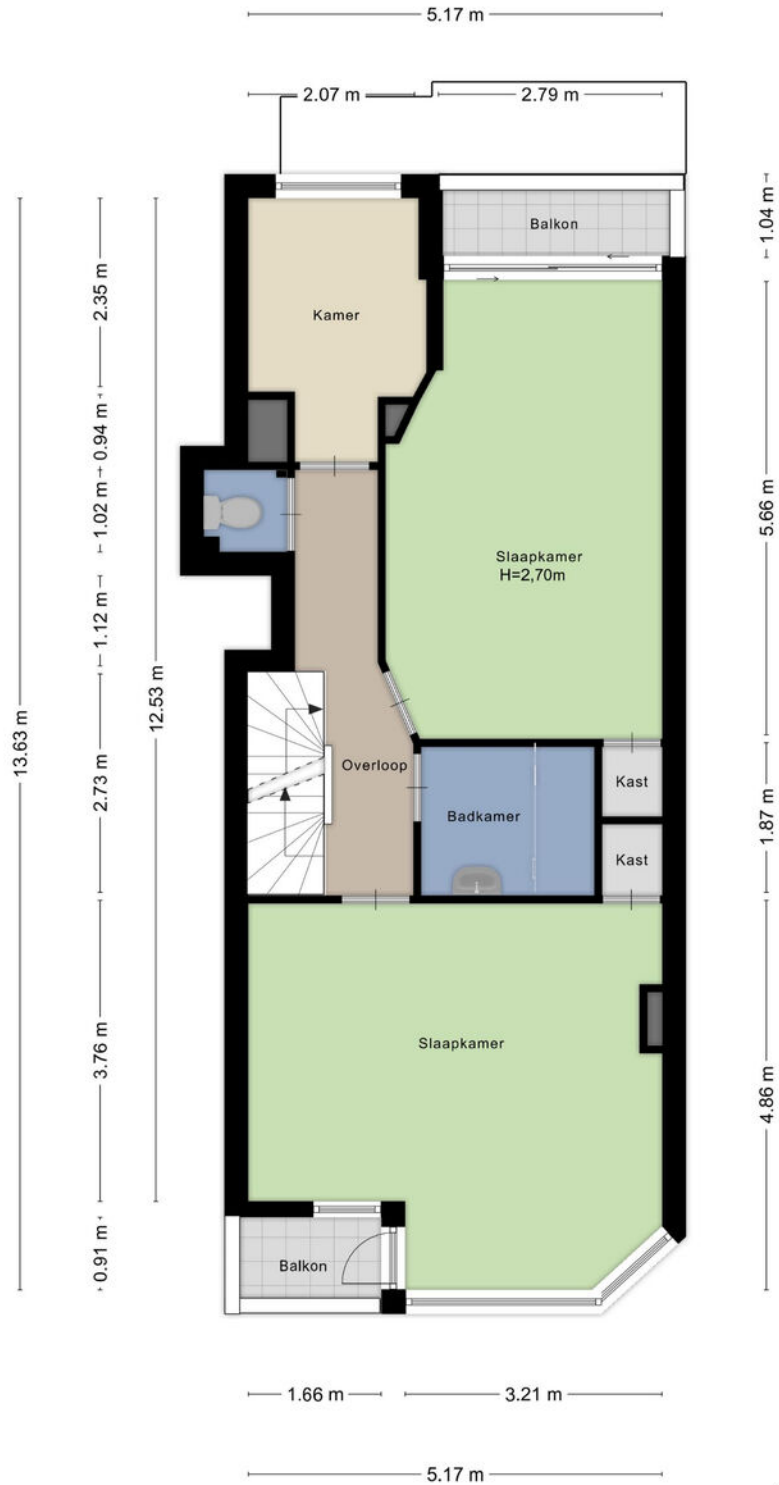 5.17 m
2.07 m
2.79 m
1.04 m
Balkon
2.35 m
Kamer
0.94 m
1.02 m
5.66 m
Slaapkamer
H=2,70m
1.12 m
12.53 m
13.63 m
2.73 m
Overloop
Kast
Badkamer
1.87 m
Kast
3.76 m
Slaapkamer
4.86 m
0.91 m
Balkon
1.66 m
3.21 m
5.17 m